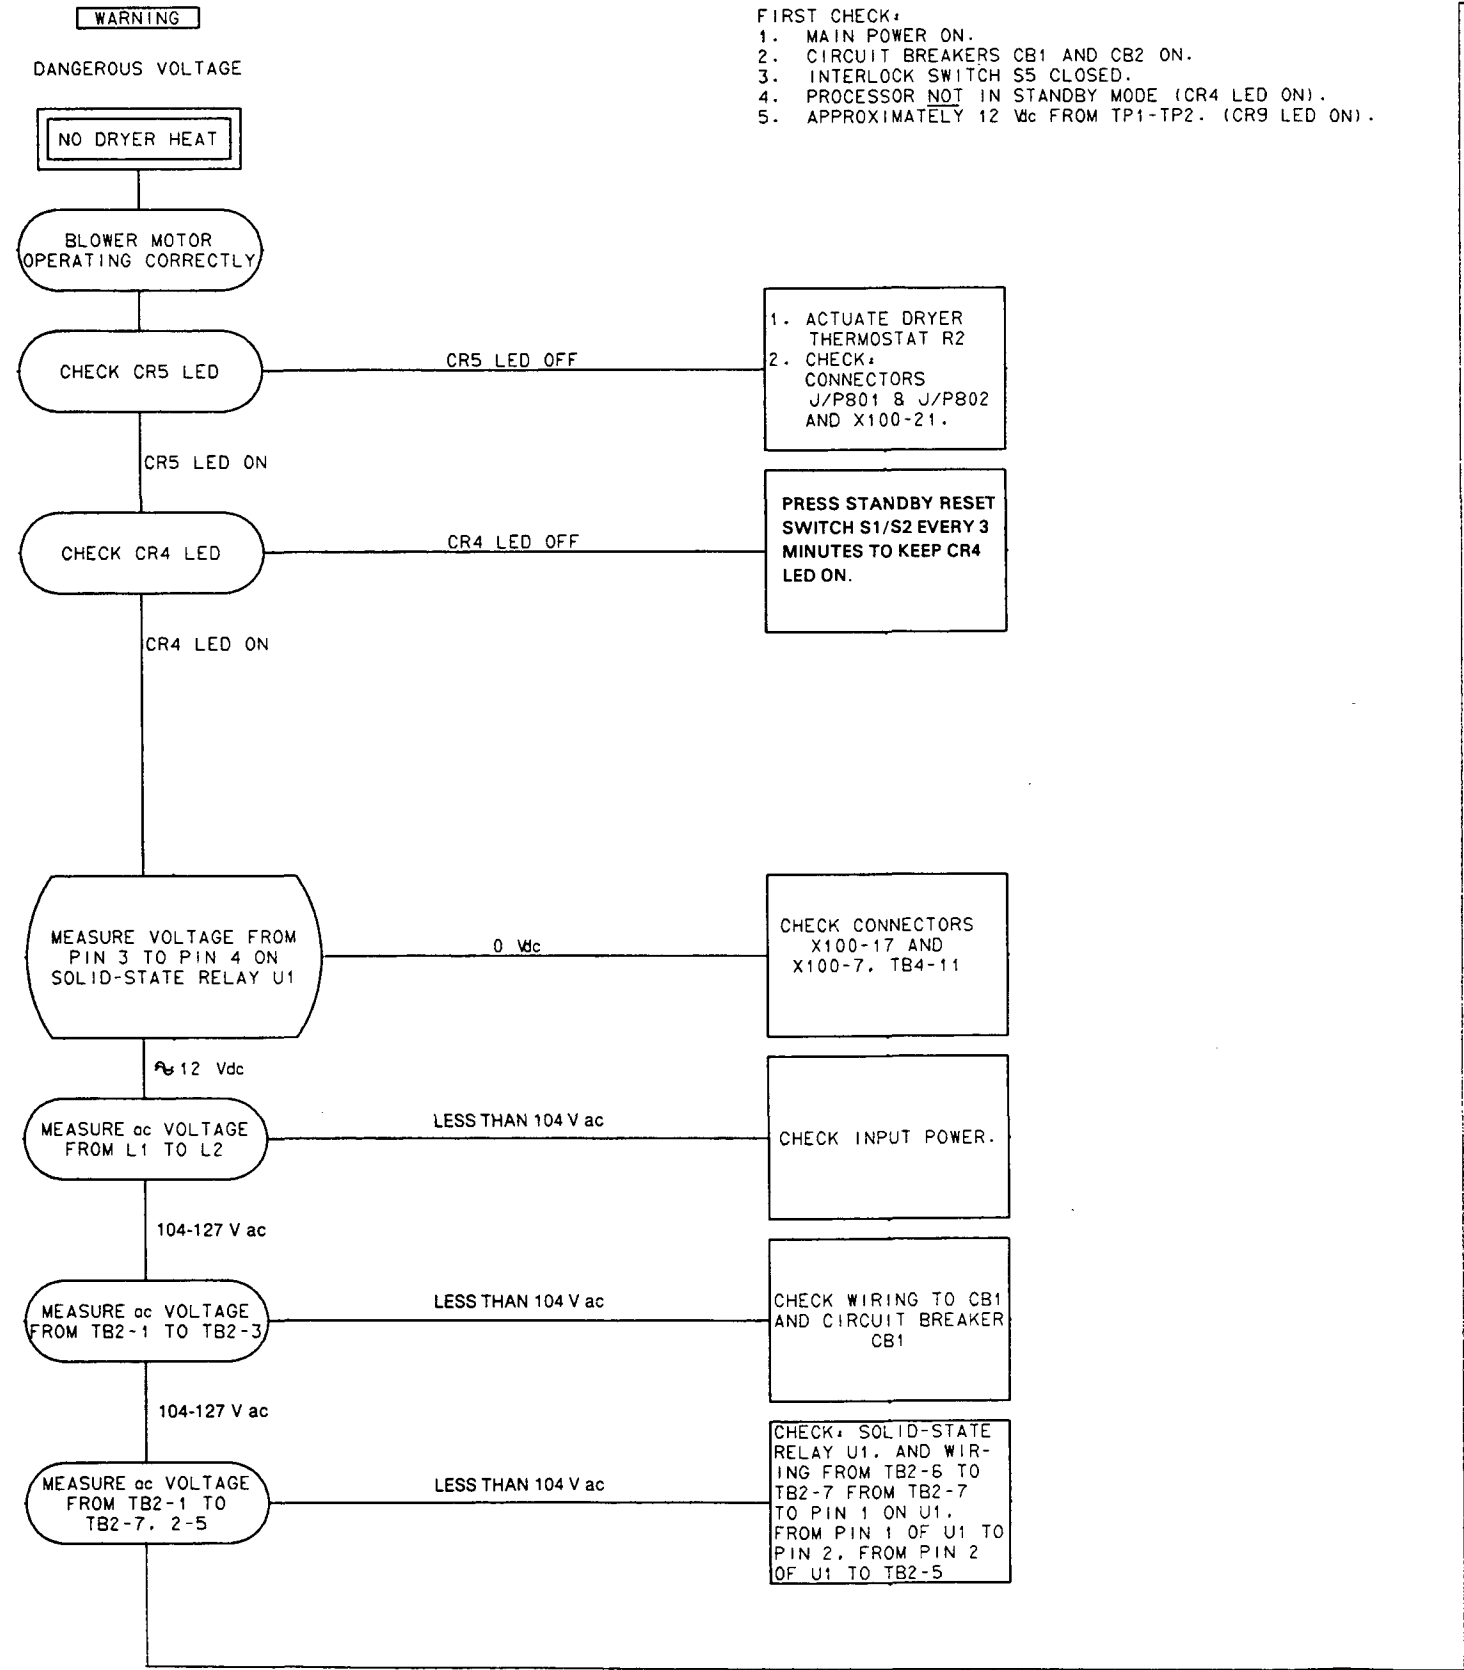 WARNING
DANGEROUS VOLTAGE
NO DRYER HEAT
FIRST CHECK:
1. MAIN POWER ON.
2. CIRCUIT BREAKERS CB1 AND CB2 ON.
3. INTERLOCK SWITCH S5 CLOSED.
4. PROCESSOR NOT IN STANDBY MODE (CR4 LED ON).
5. APPROXIMATELY 12 Vdc FROM TP1-TP2. (CR9 LED ON).
BLOWER MOTOR
OPERATING CORRECTLY
CHECK CR5 LED
CR5 LED OFF
1. ACTUATE DRYER
THERMOSTAT R2
2. CHECK:
CONNECTORS
J/P801 & J/P802
AND X100-21.
CR5 LED ON
CHECK CR4 LED
CR4 LED OFF
PRESS STANDBY RESET
SWITCH S1/S2 EVERY 3
MINUTES TO KEEP CR4
LED ON.
CR4 LED ON
MEASURE VOLTAGE FROM
PIN 3 TO PIN 4 ON
SOLID-STATE RELAY U1
0 Vdc
CHECK CONNECTORS
X100-17 AND
X100-7, TB4-11
≈12 Vdc
MEASURE ac VOLTAGE
FROM L1 TO L2
LESS THAN 104 V ac
CHECK INPUT POWER.
104-127 V ac
MEASURE ac VOLTAGE
FROM TB2-1 TO TB2-3
LESS THAN 104 V ac
CHECK WIRING TO CB1
AND CIRCUIT BREAKER
CB1
104-127 V ac
MEASURE ac VOLTAGE
FROM TB2-1 TO
TB2-7, 2-5
LESS THAN 104 V ac
CHECK: SOLID-STATE
RELAY U1, AND WIR-
ING FROM TB2-6 TO
TB2-7 FROM TB2-7
TO PIN 1 ON U1,
FROM PIN 1 OF U1 TO
PIN 2, FROM PIN 2
OF U1 TO TB2-5